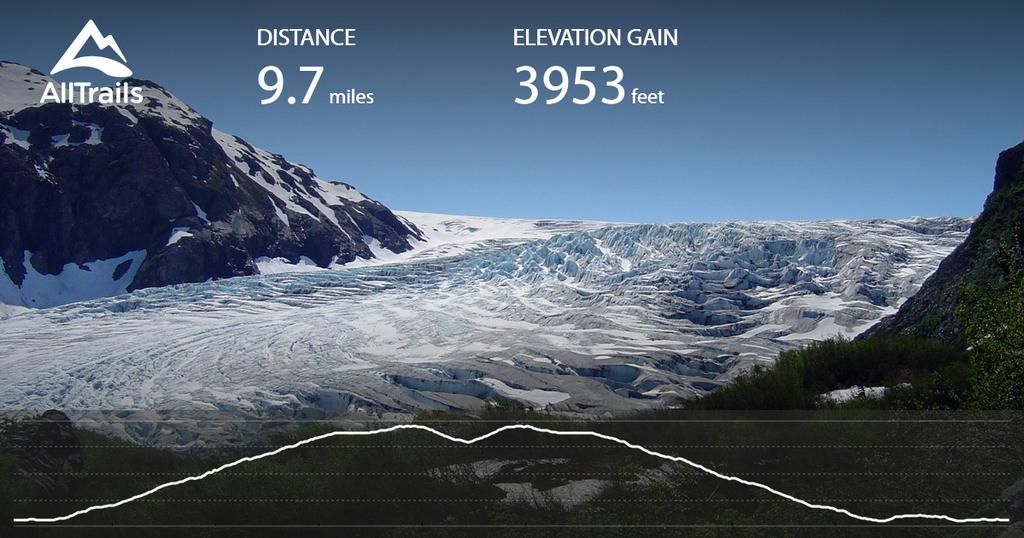 AllTrails
DISTANCE
9.7 miles
ELEVATION GAIN
3953 feet